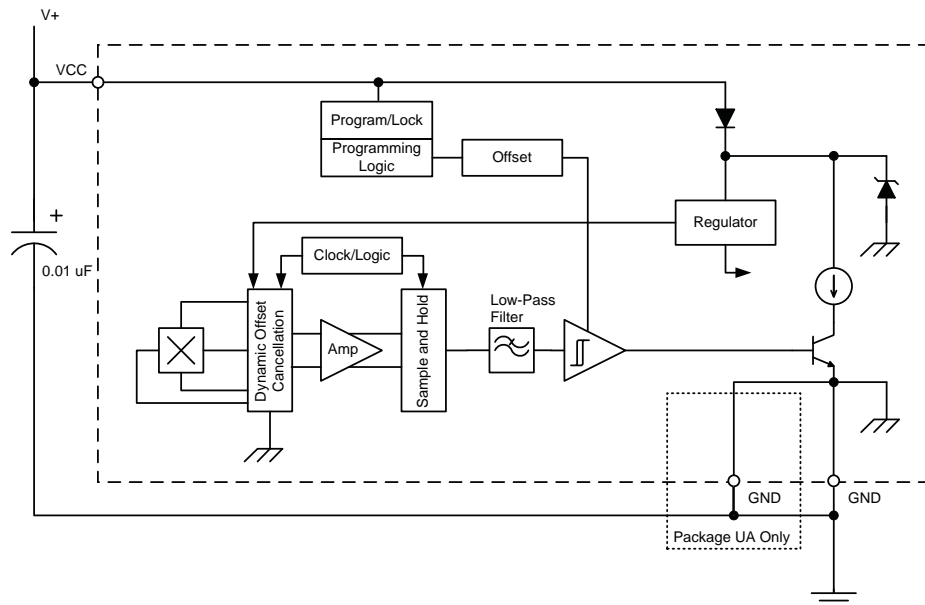 V+
VCC
Program/Lock
Programming
Logic
Offset
Regulator
+
0.01 uF
Clock/Logic
Dynamic Offset
Cancellation
Amp
Sample and Hold
Low-Pass
Filter
GND
GND
Package UA Only